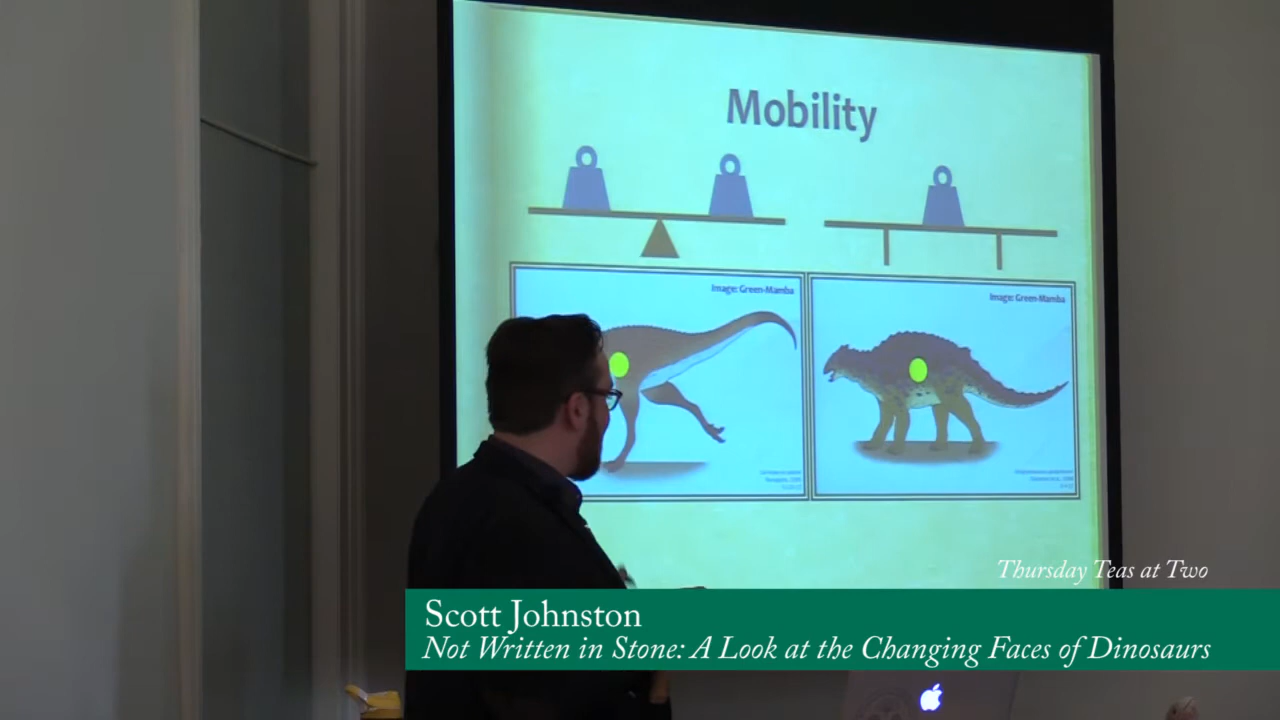 Mobility
Image: Green-Mamba
Image: Green-Mamba
Thursday Teas at Two
Scott Johnston
Not Written in Stone: A Look at the Changing Faces of Dinosaurs